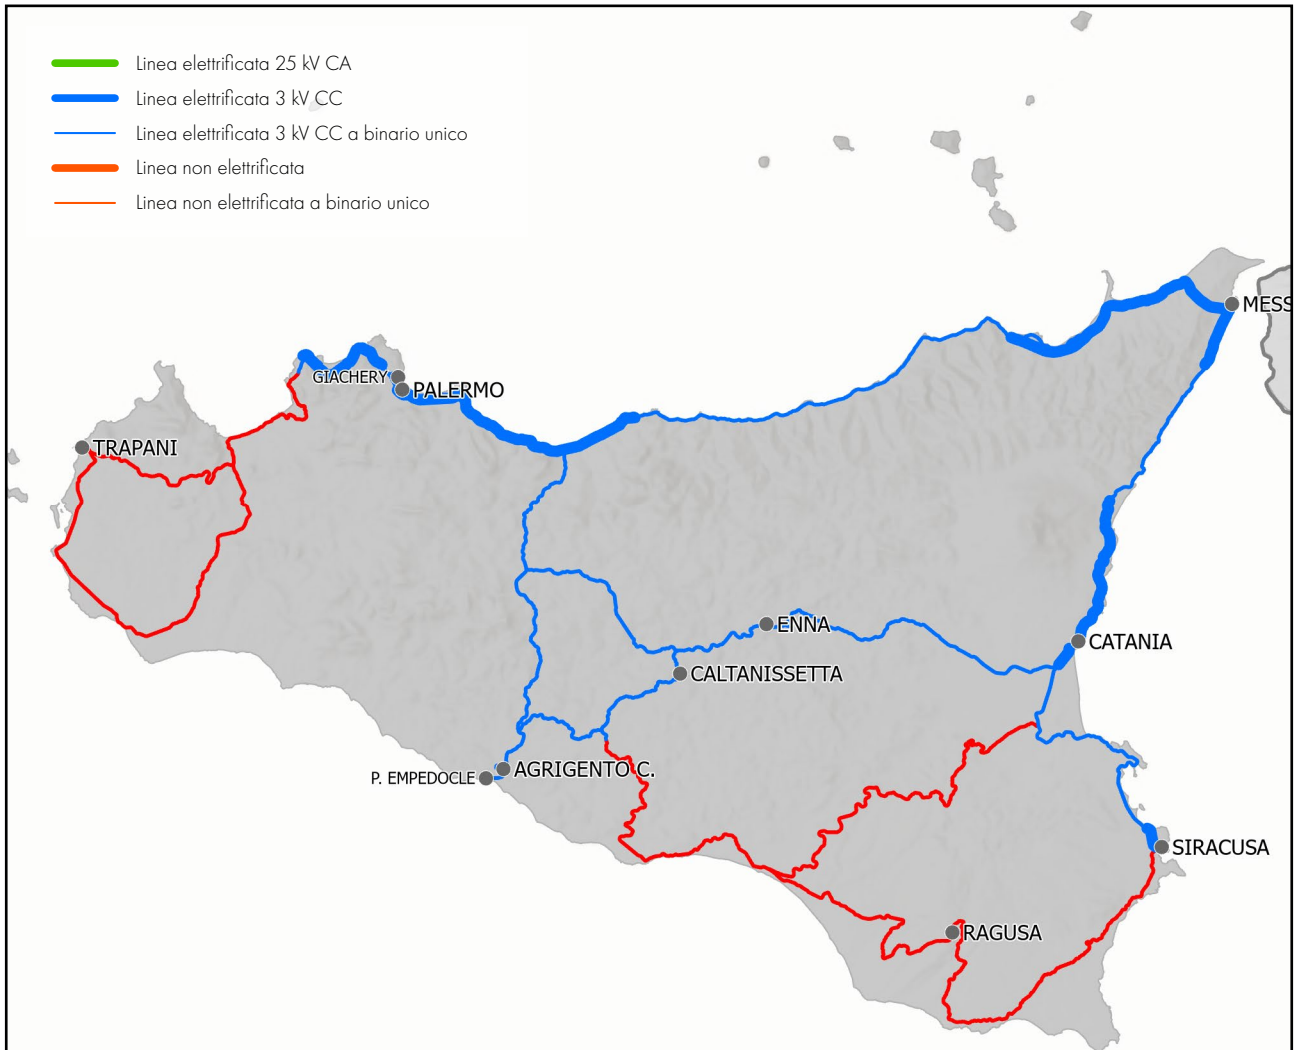 Linea elettrificata 25 kV CA
Linea elettrificata 3 kV CC
Linea elettrificata 3 kV CC a binario unico
Linea non elettrificata
Linea non elettrificata a binario unico
MESS
GIACHERY
PALERMO
TRAPANI
ENNA
CATANIA
CALTANISSETTA
P. EMPEDOCLE
AGRIGENTO C.
SIRACUSA
RAGUSA